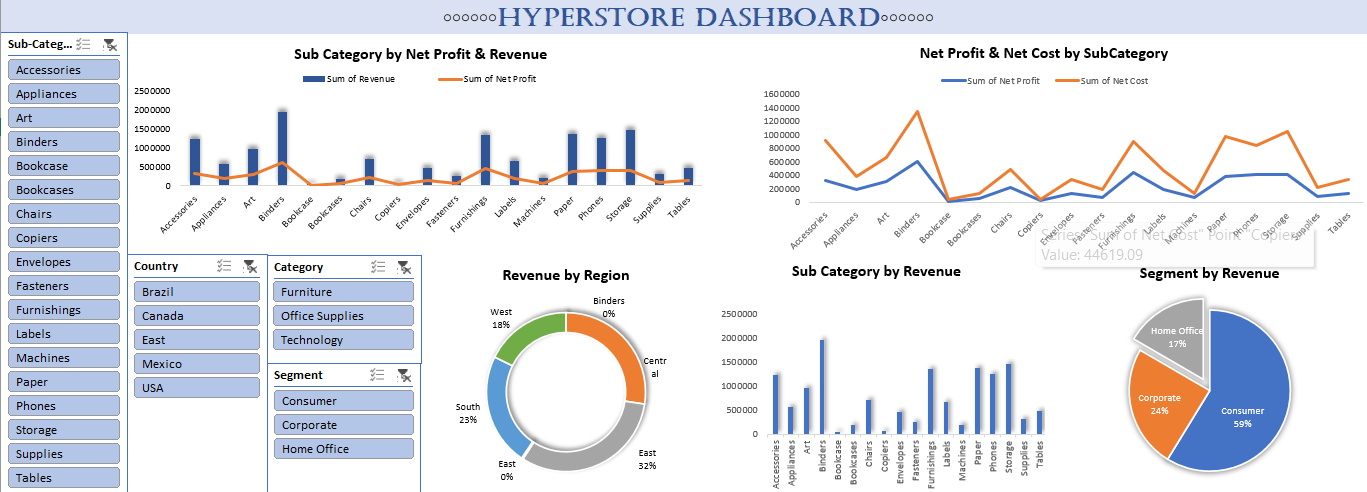 ○○○○○○HYPERSTORE DASHBOARD○○○○○○
Sub-Categ...
Accessories
Appliances
Art
Binders
Bookcase
Bookcases
Chairs
Copiers
Envelopes
Fasteners
Furnishings
Labels
Machines
Paper
Phones
Storage
Supplies
Tables
Sub Category by Net Profit & Revenue
Sum of Revenue
Sum of Net Profit
2500000
2000000
1500000
1000000
500000
0
Accessories
Appliances
Art
Binders
Bookcase
Bookcases
Chairs
Copiers
Envelopes
Fasteners
Furnishings
Labels
Machines
Paper
Phones
Storage
Supplies
Tables
Net Profit & Net Cost by SubCategory
Sum of Net Profit
Sum of Net Cost
1600000
1400000
1200000
1000000
800000
600000
400000
200000
0
Accessories
Appliances
Art
Binders
Bookcase
Bookcases
Chairs
Copiers
Envelopes
Fasteners
Furnishings
Labels
Machines
Paper
Phones
Storage
Supplies
Tables
Series "Sum of Net Cost" Point "Copiers"
Value: 44619.09
Country
Brazil
Canada
East
Mexico
USA
Category
Furniture
Office Supplies
Technology
Segment
Consumer
Corporate
Home Office
Revenue by Region
Binders
0%
Centr
al
East
32%
East
0%
South
23%
West
18%
Sub Category by Revenue
2500000
2000000
1500000
1000000
500000
0
Accessories
Appliances
Art
Binders
Bookcase
Bookcases
Chairs
Copiers
Envelopes
Fasteners
Furnishings
Labels
Machines
Paper
Phones
Storage
Supplies
Tables
Segment by Revenue
Home Office
17%
Corporate
24%
Consumer
59%